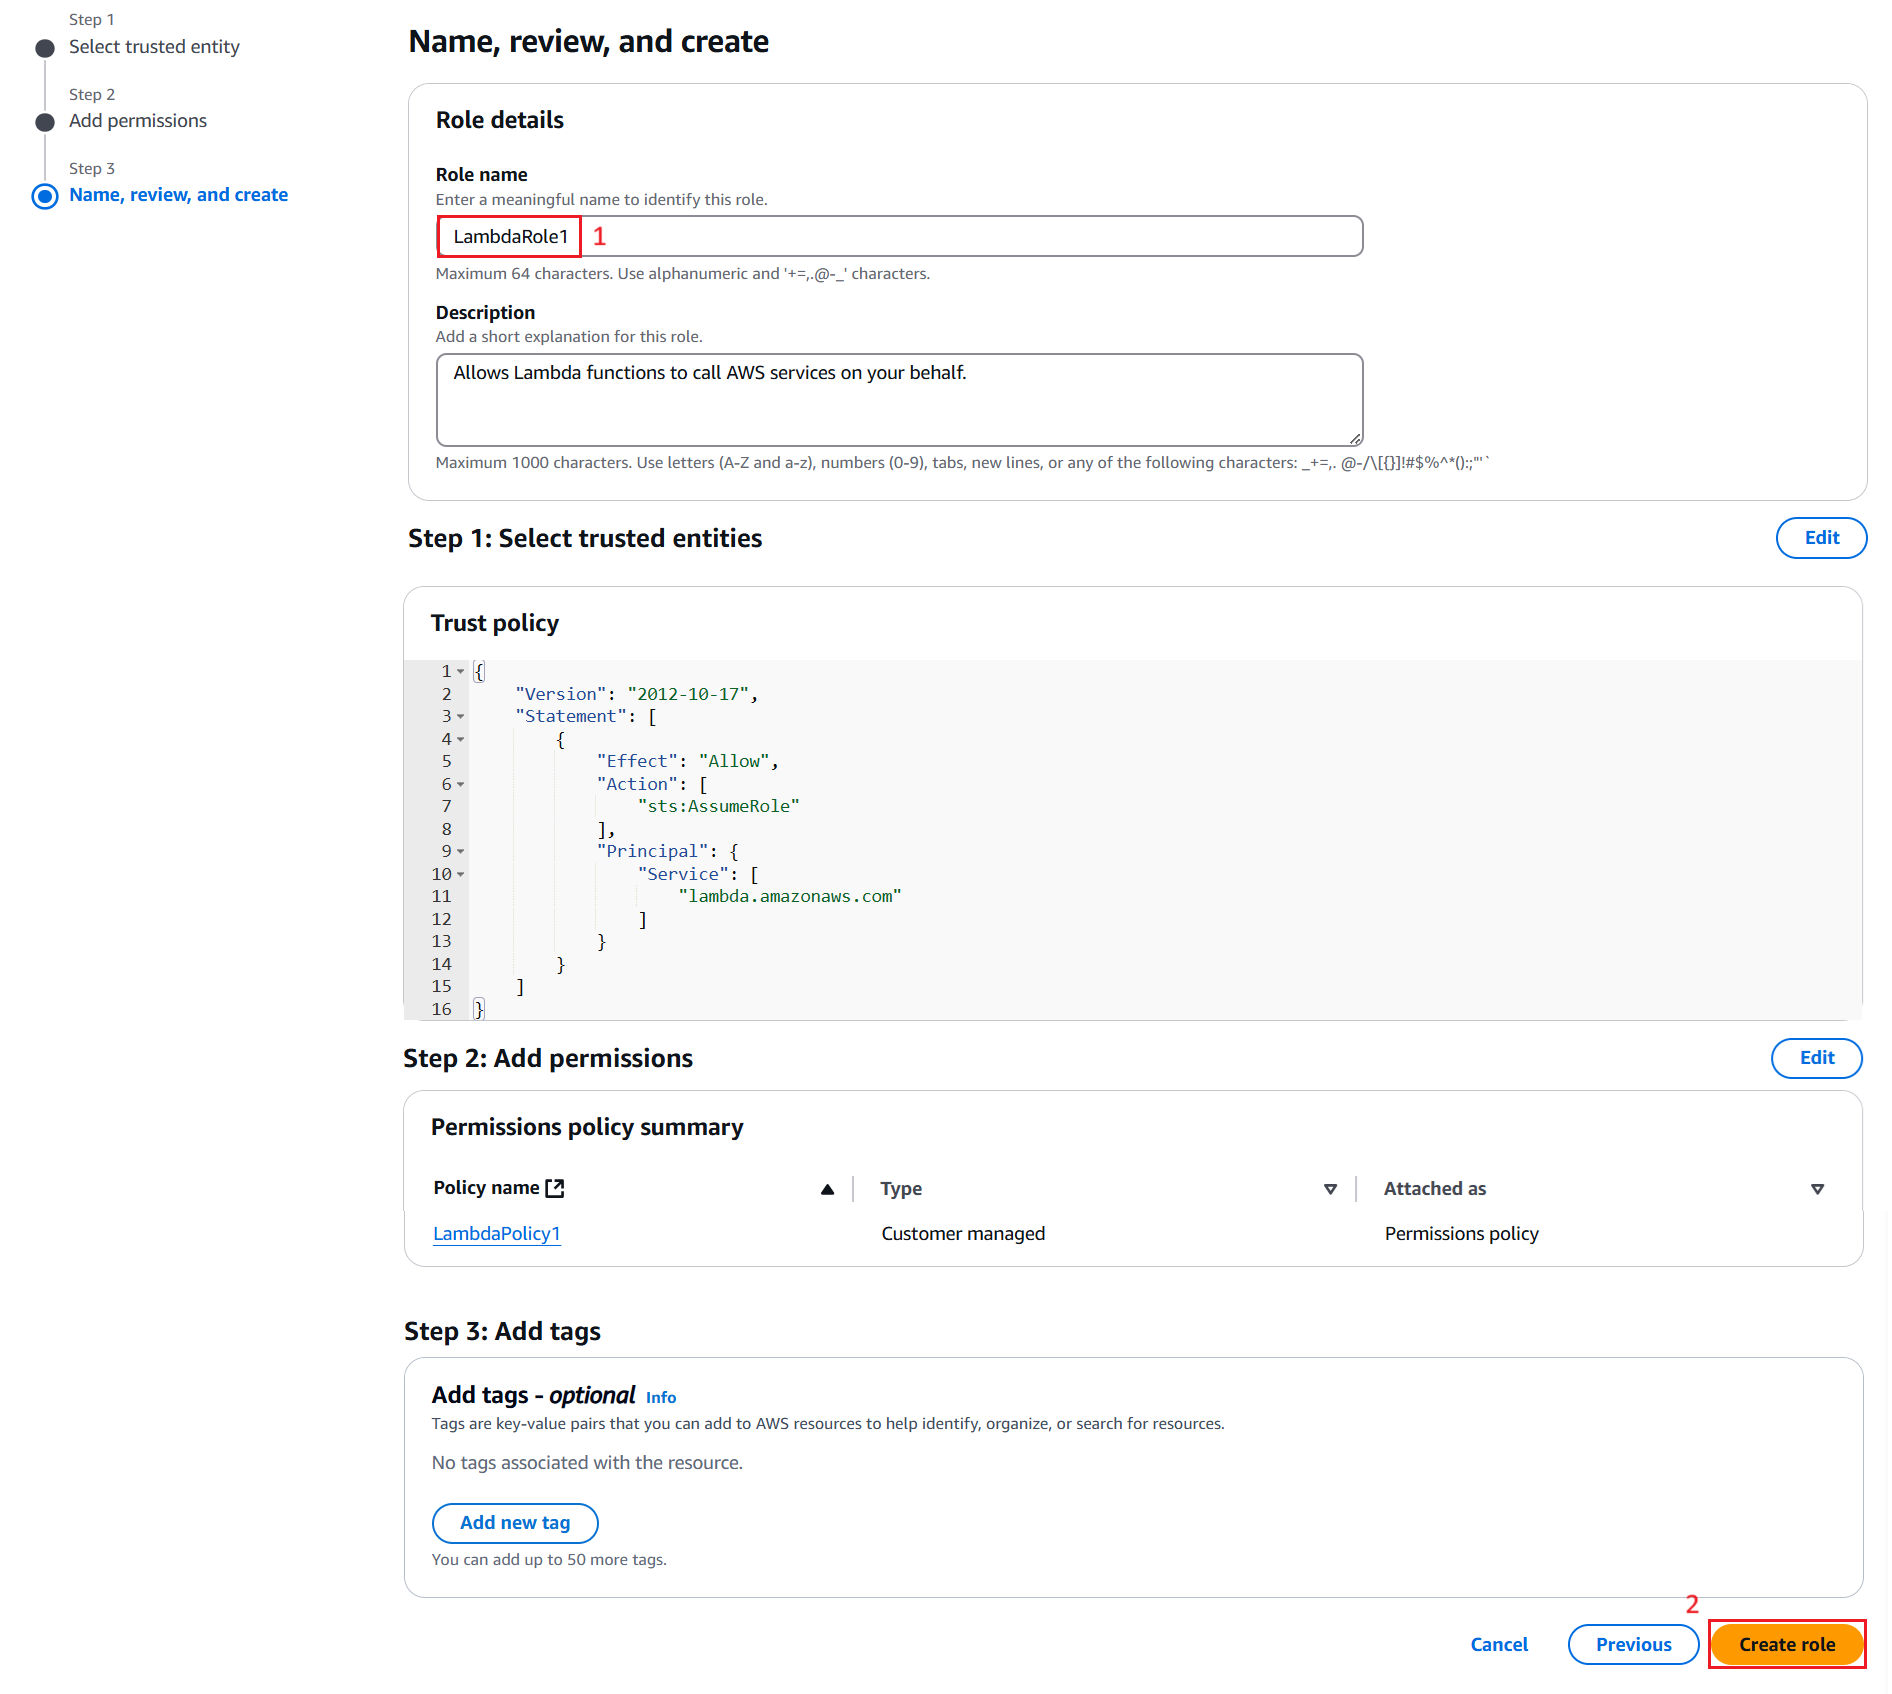 Step 1
Select trusted entity
Step 2
Add permissions
Step 3
Name, review, and create
Name, review, and create
Role details
Role name
Enter a meaningful name to identify this role.
LambdaRole1 1
Maximum 64 characters. Use alphanumeric and '+=,.@-_' characters.
Description
Add a short explanation for this role.
Allows Lambda functions to call AWS services on your behalf.
Maximum 1000 characters. Use letters (A-Z and a-z), numbers (0-9), tabs, new lines, or any of the following characters: _+=,. @-/\[{}]!#$%^*();:"'`
Step 1: Select trusted entities Edit
Trust policy
1 {
2     "Version": "2012-10-17",
3     "Statement": [
4         {
5             "Effect": "Allow",
6             "Action": [
7                 "sts:AssumeRole"
8             ],
9             "Principal": {
10                 "Service": [
11                     "lambda.amazonaws.com"
12                 ]
13             }
14         }
15     ]
16 }
Step 2: Add permissions Edit
Permissions policy summary
Policy name Type Attached as
LambdaPolicy1 Customer managed Permissions policy
Step 3: Add tags
Add tags - optional Info
Tags are key-value pairs that you can add to AWS resources to help identify, organize, or search for resources.
No tags associated with the resource.
Add new tag
You can add up to 50 more tags.
2
Cancel Previous Create role